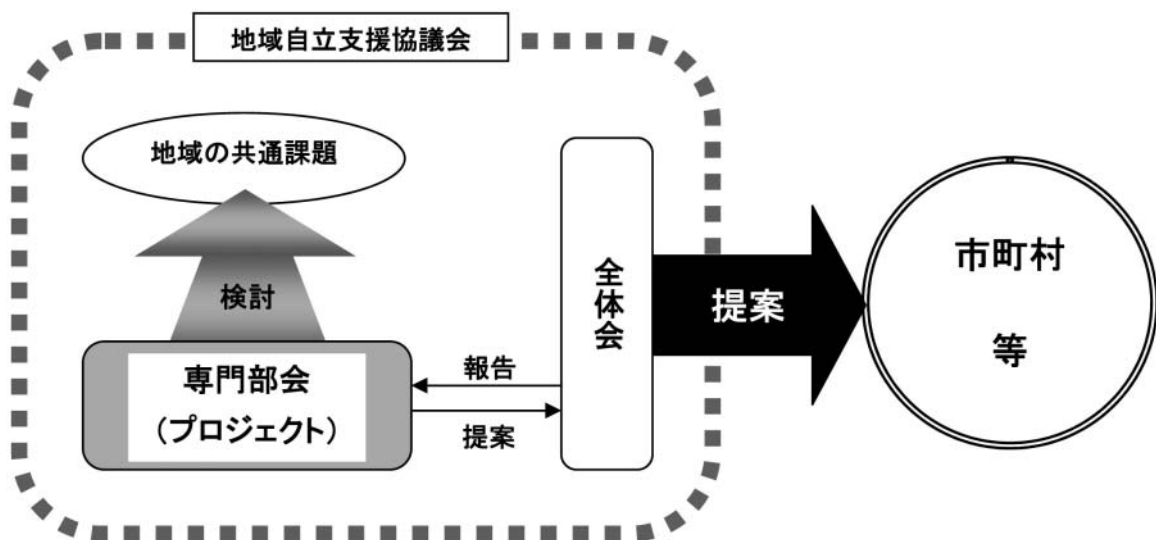 地域自立支援協議会
地域の共通課題
検討
専門部会
（プロジェクト）
報告
提案
全体会
提案
市町村
等